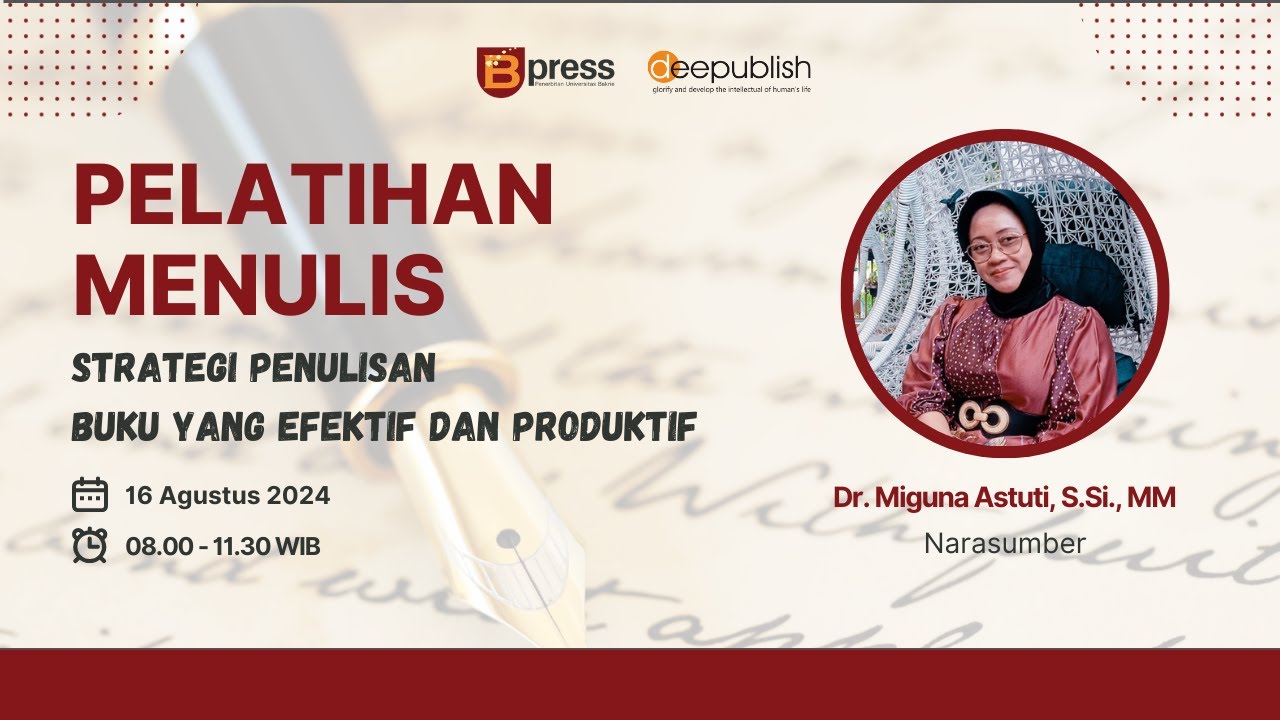 Bpress
Penerbitan Universitas Bakrie
deepublish
glorify and develop the intellectual of human's life
PELATIHAN
MENULIS
STRATEGI PENULISAN
BUKU YANG EFEKTIF DAN PRODUKTIF
16 Agustus 2024
08.00 - 11.30 WIB
Dr. Miguna Astuti, S.Si., MM
Narasumber